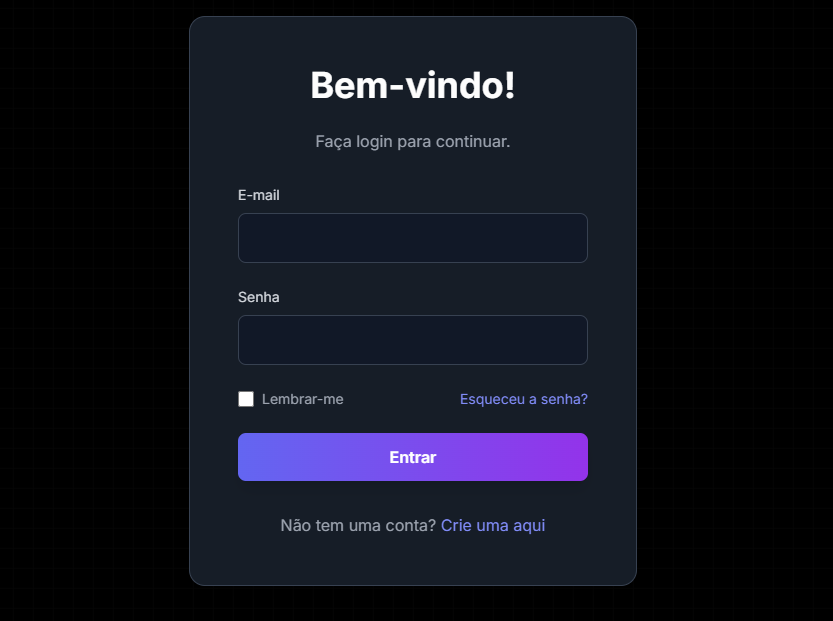 Bem-vindo!
Faça login para continuar.
E-mail
Senha
Lembrar-me
Esqueceu a senha?
Entrar
Não tem uma conta? Crie uma aqui